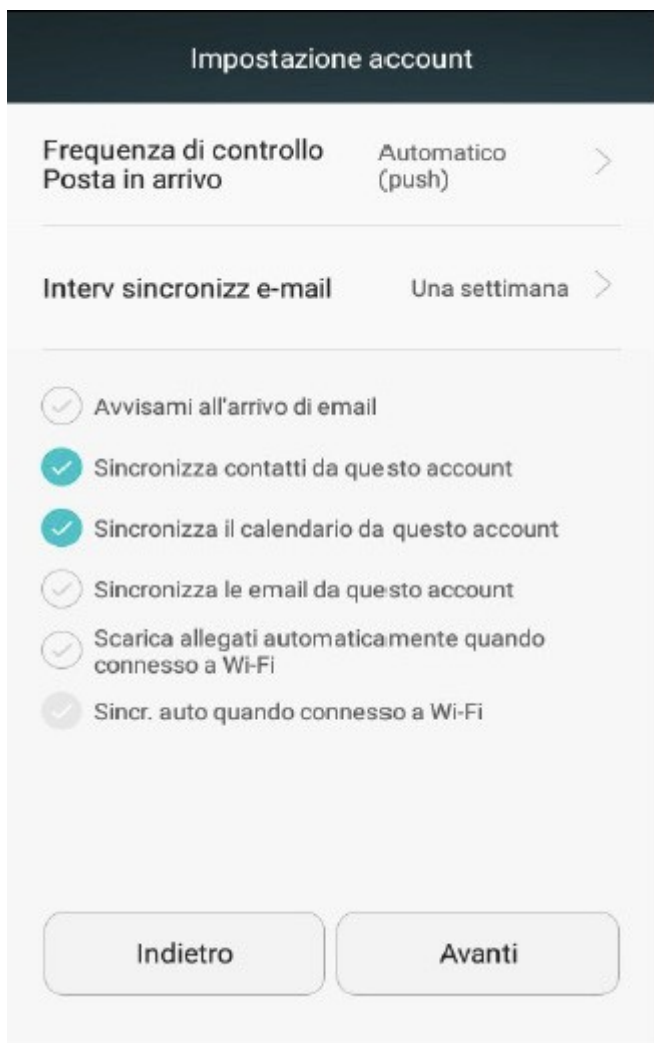 Impostazione account
Frequenza di controllo
Posta in arrivo
Automatico
(push)
Interv sincronizz e-mail
Una settimana
Avvisami all'arrivo di email
Sincronizza contatti da questo account
Sincronizza il calendario da questo account
Sincronizza le email da questo account
Scarica allegati automaticamente quando
connesso a Wi-Fi
Sincr. auto quando connesso a Wi-Fi
Indietro
Avanti